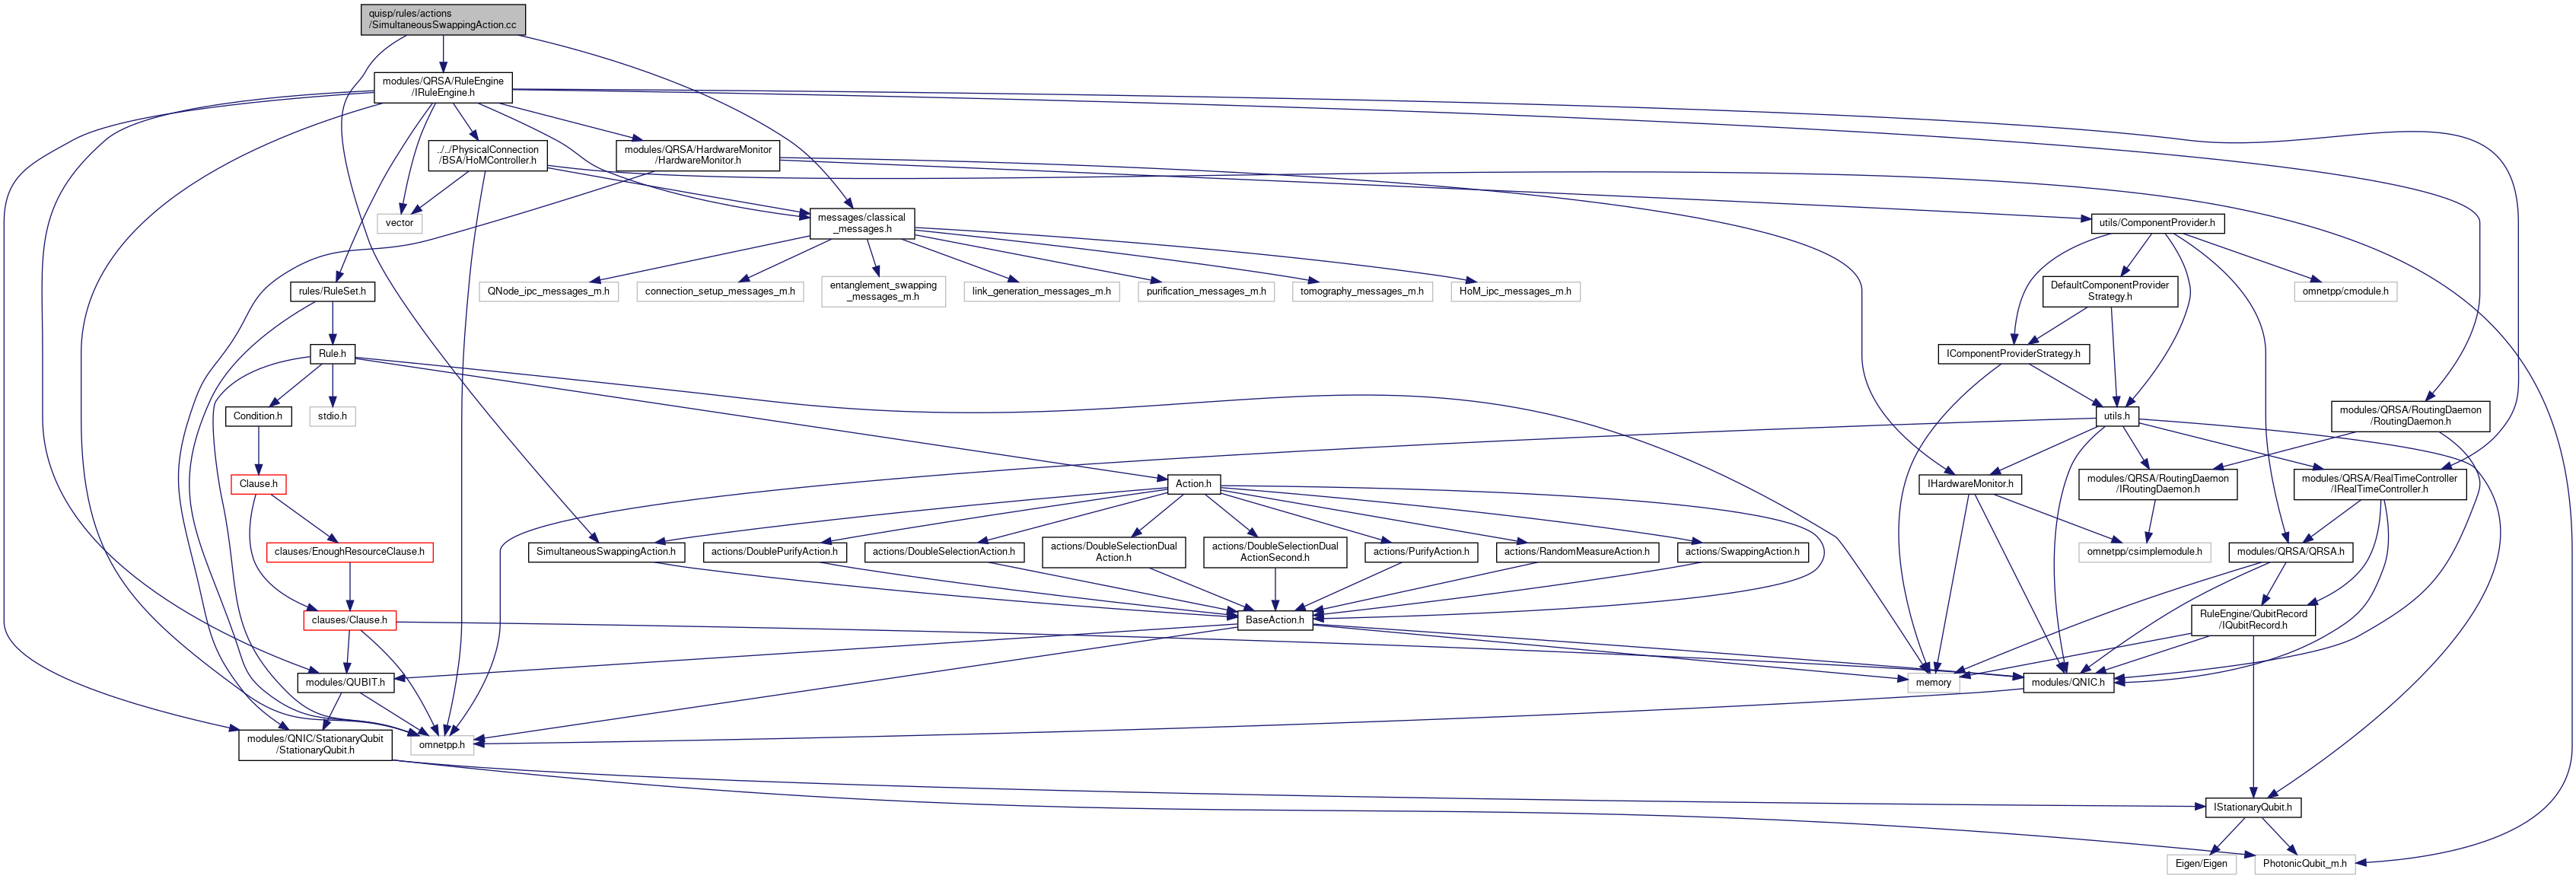 quisp/rules/actions
/SimultaneousSwappingAction.cc
modules/QRSA/RuleEngine
/IRuleEngine.h
../../PhysicalConnection
/BSA/HoMController.h
modules/QRSA/HardwareMonitor
/HardwareMonitor.h
vector
messages/classical
_messages.h
utils/ComponentProvider.h
rules/RuleSet.h
QNode_ipc_messages_m.h
connection_setup_messages_m.h
entanglement_swapping
_messages_m.h
link_generation_messages_m.h
purification_messages_m.h
tomography_messages_m.h
HoM_ipc_messages_m.h
DefaultComponentProvider
Strategy.h
omnetpp/cmodule.h
Rule.h
IComponentProviderStrategy.h
Condition.h
stdio.h
utils.h
modules/QRSA/RoutingDaemon
/RoutingDaemon.h
Clause.h
Action.h
IHardwareMonitor.h
modules/QRSA/RoutingDaemon
/IRoutingDaemon.h
modules/QRSA/RealTimeController
/IRealTimeController.h
clauses/EnoughResourceClause.h
SimultaneousSwappingAction.h
actions/DoublePurifyAction.h
actions/DoubleSelectionAction.h
actions/DoubleSelectionDual
Action.h
actions/DoubleSelectionDual
ActionSecond.h
actions/PurifyAction.h
actions/RandomMeasureAction.h
actions/SwappingAction.h
omnetpp/csimplemodule.h
modules/QRSA/QRSA.h
clauses/Clause.h
BaseAction.h
RuleEngine/QubitRecord
/IQubitRecord.h
modules/QUBIT.h
memory
modules/QNIC.h
modules/QNIC/StationaryQubit
/StationaryQubit.h
omnetpp.h
IStationaryQubit.h
Eigen/Eigen
PhotonicQubit_m.h